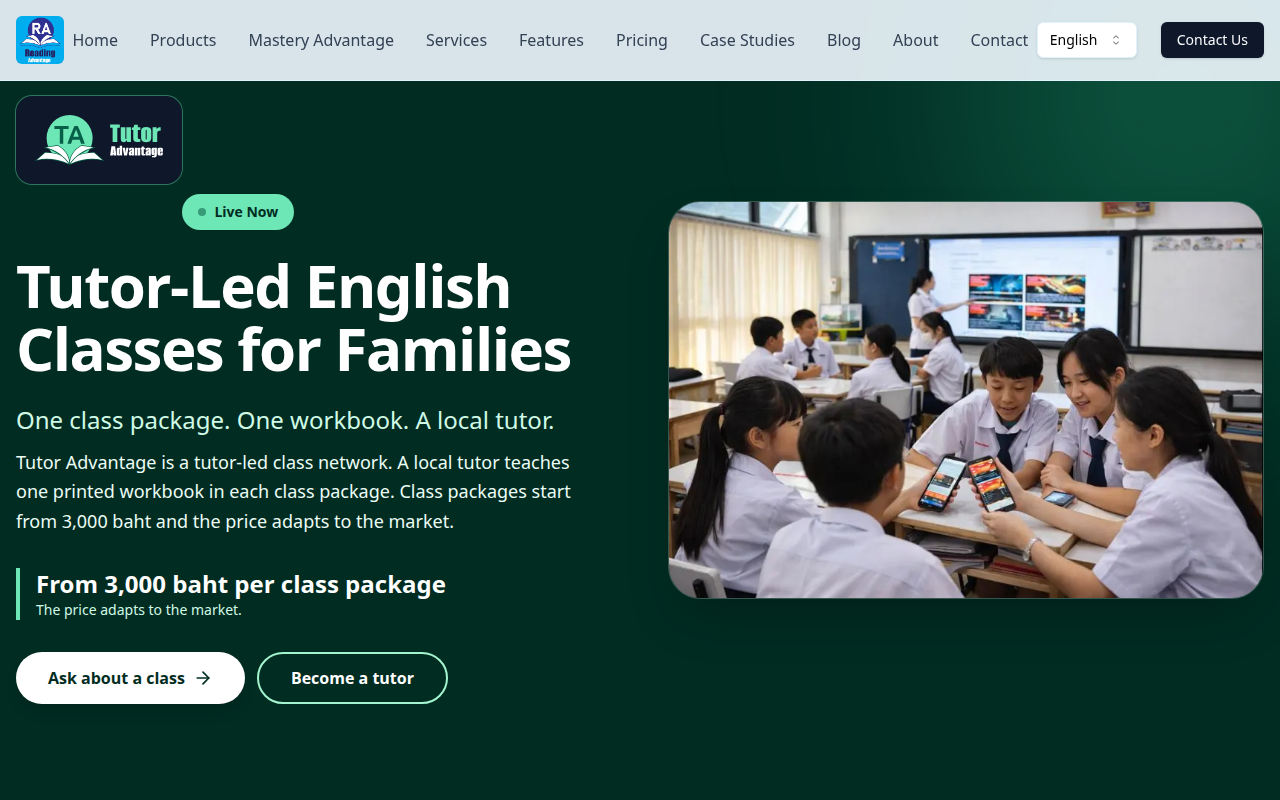 RA
Reading
Advantage
Home
Products
Mastery Advantage
Services
Features
Pricing
Case Studies
Blog
About
Contact
English
Contact Us
TA
Tutor
Advantage
Live Now
Tutor-Led English
Classes for Families
One class package. One workbook. A local tutor.
Tutor Advantage is a tutor-led class network. A local tutor teaches
one printed workbook in each class package. Class packages start
from 3,000 baht and the price adapts to the market.
From 3,000 baht per class package
The price adapts to the market.
Ask about a class
Become a tutor